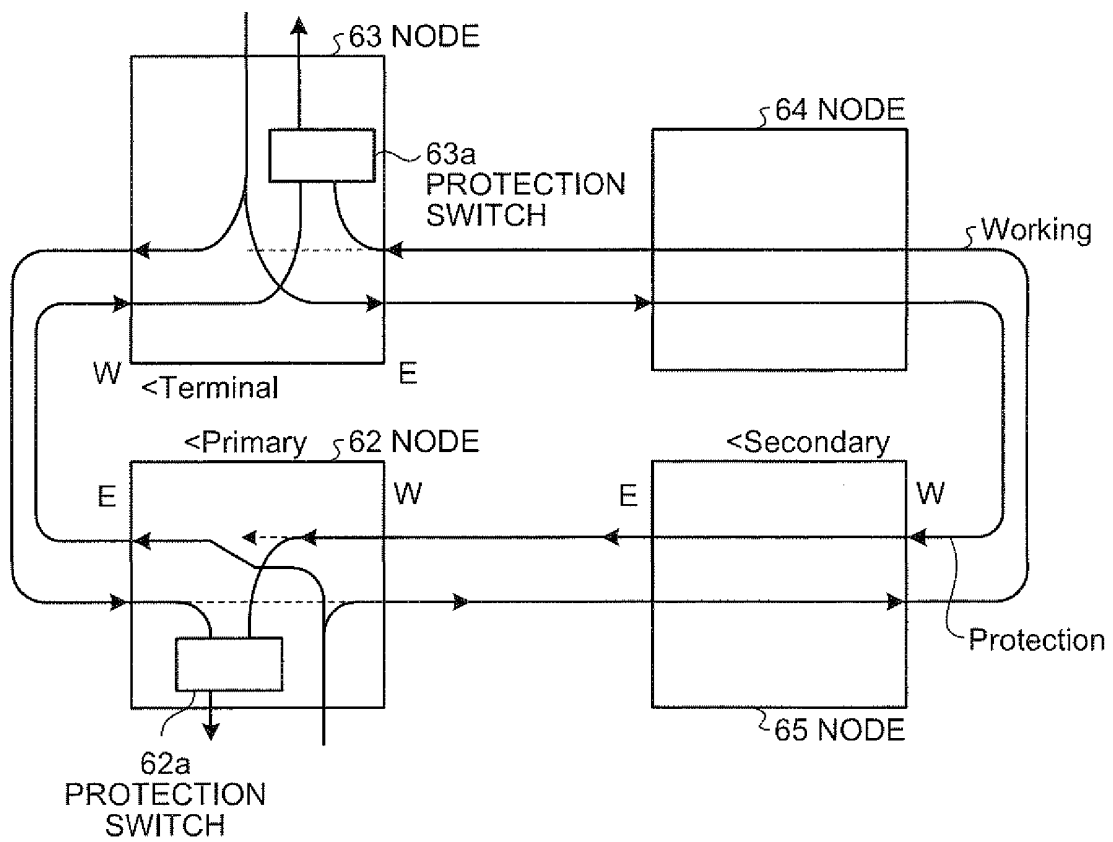 63 NODE
64 NODE
63a
PROTECTION
SWITCH
Working
W
E
<Terminal
<Primary
62 NODE
<Secondary
E
W
E
W
Protection
65 NODE
62a
PROTECTION
SWITCH